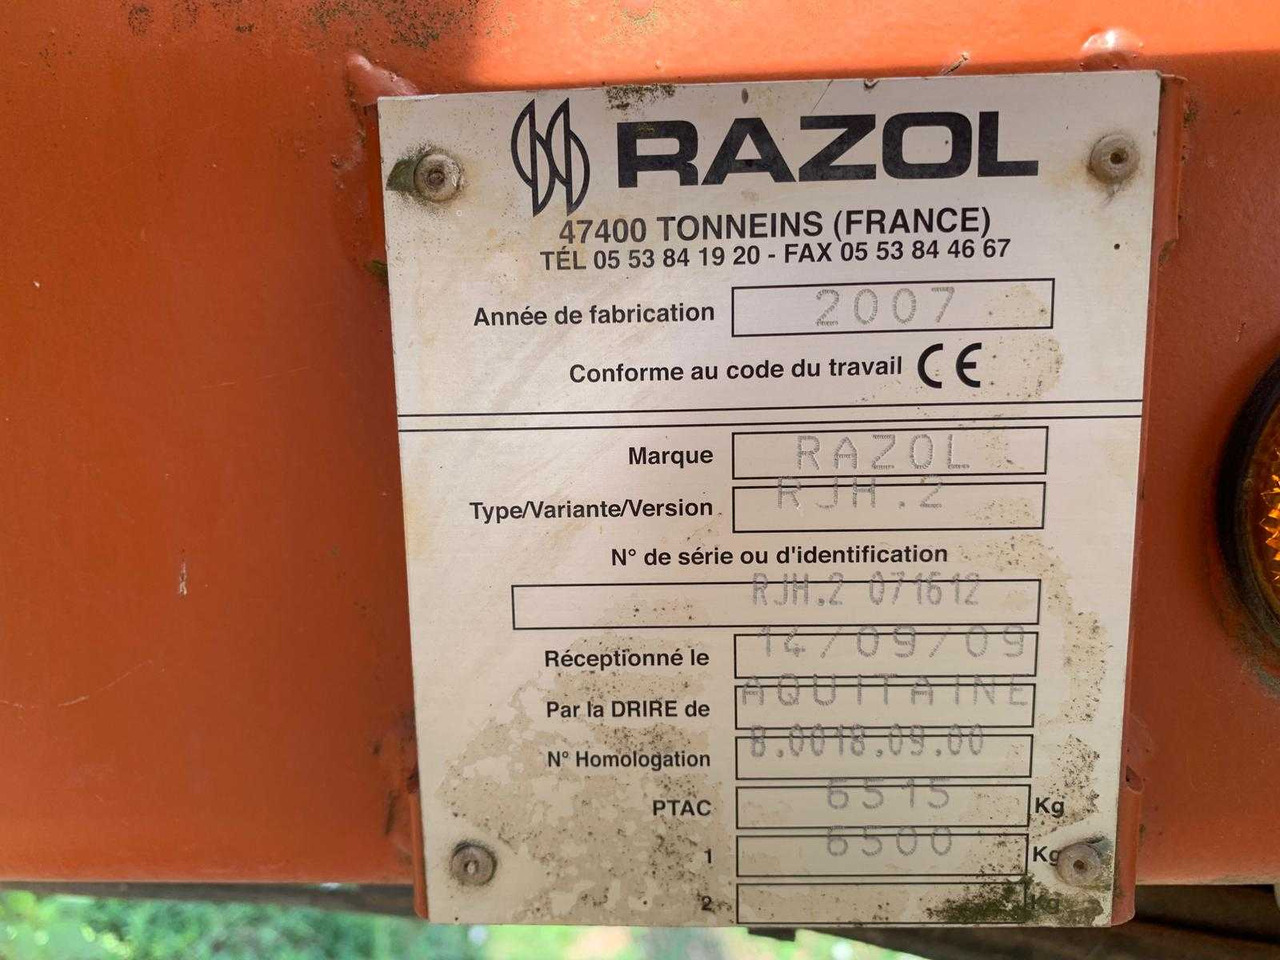 RAZOL
47400 TONNEINS (FRANCE)
TÉL 05 53 84 19 20 - FAX 05 53 84 46 67
Année de fabrication 2007
Conforme au code du travail CE
Marque RAZOL
Type/Variante/Version RJH.2
N° de série ou d'identification
RJH.2 071612
Réceptionné le 14/09/09
Par la DRIRE de AQUITAINE
N° Homologation B.0018.09.00
PTAC 6515 Kg
1 6500 Kg
2 Kg